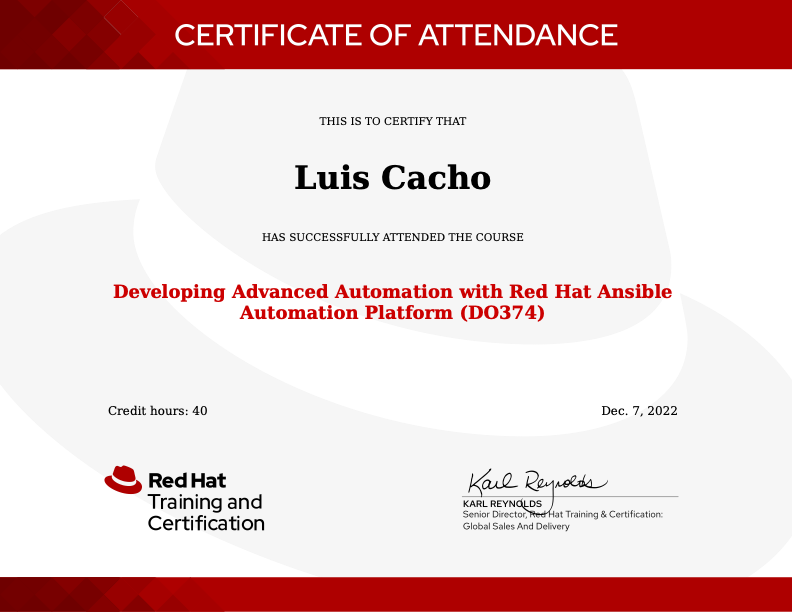 CERTIFICATE OF ATTENDANCE
THIS IS TO CERTIFY THAT
Luis Cacho
HAS SUCCESSFULLY ATTENDED THE COURSE
Developing Advanced Automation with Red Hat Ansible
Automation Platform (DO374)
Credit hours: 40
Dec. 7, 2022
Red Hat
Training and
Certification
Karl Reynolds
KARL REYNOLDS
Senior Director, Red Hat Training & Certification:
Global Sales And Delivery